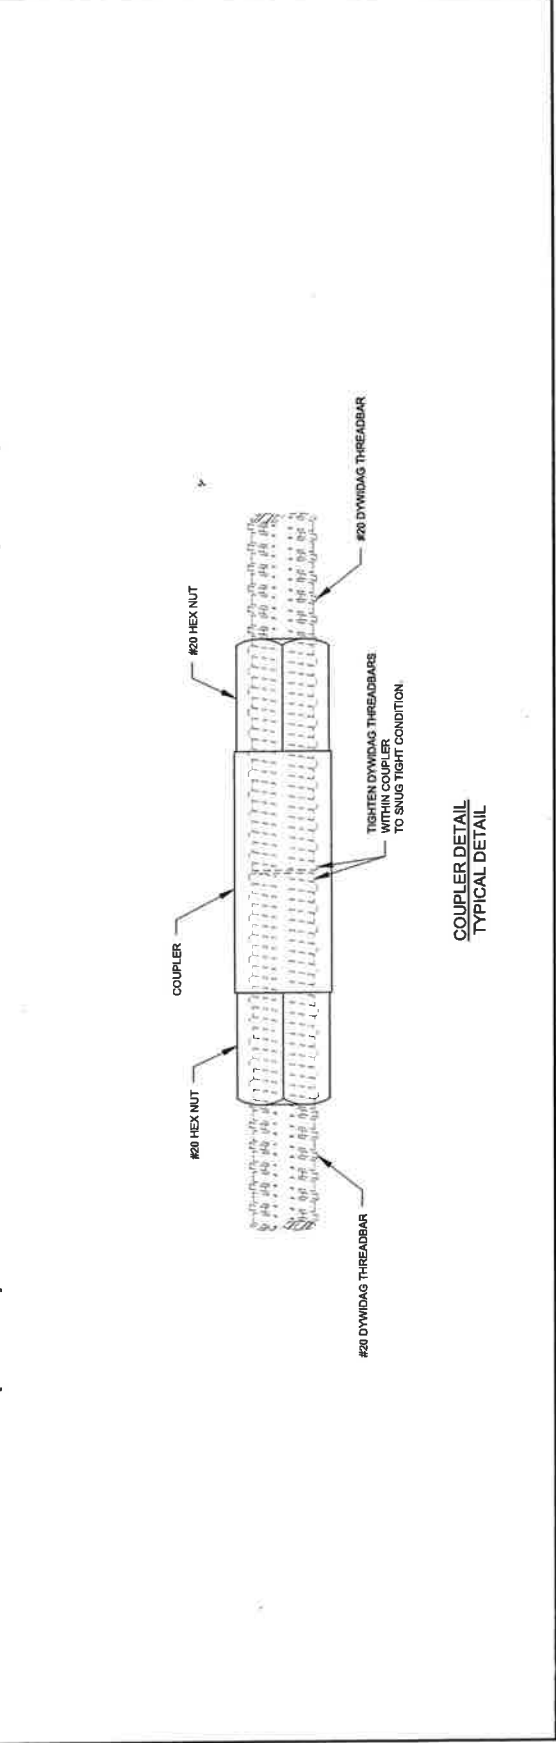 #20 HEX NUT
COUPLER
#20 HEX NUT
#20 DYWIDAG THREADBAR
TIGHTEN DYWIDAG THREADBARS
WITHIN COUPLER
TO SNUG TIGHT CONDITION
#20 DYWIDAG THREADBAR
COUPLER DETAIL
TYPICAL DETAIL